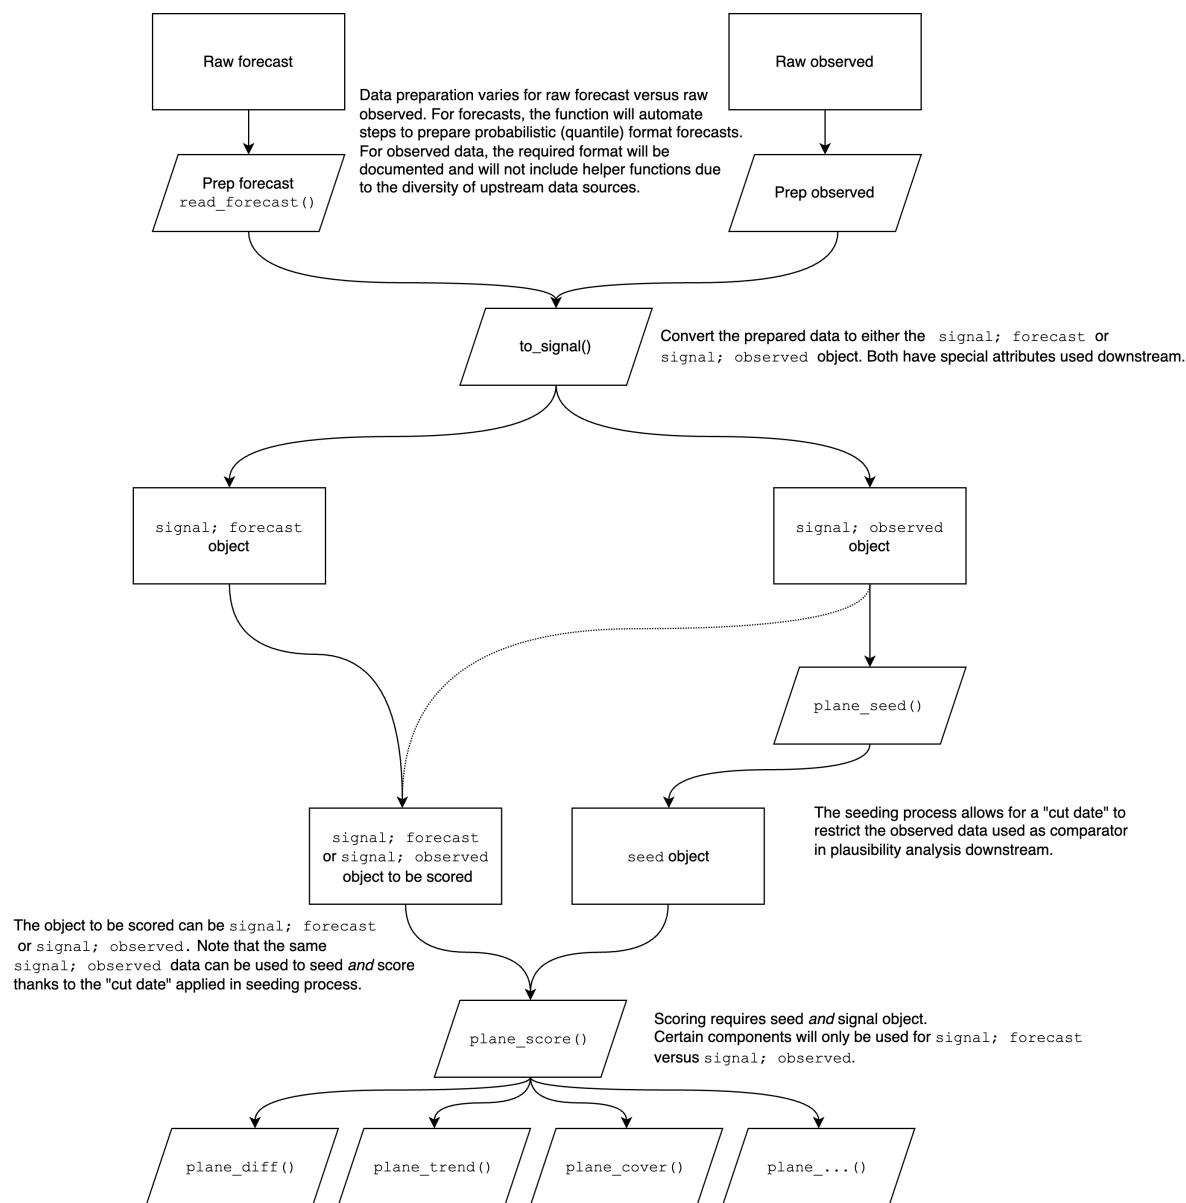 Raw forecast
Raw observed
Data preparation varies for raw forecast versus raw
observed. For forecasts, the function will automate
steps to prepare probabilistic (quantile) format forecasts.
For observed data, the required format will be
documented and will not include helper functions due
to the diversity of upstream data sources.
Prep forecast
read_forecast()
Prep observed
to_signal()
Convert the prepared data to either the signal; forecast or
signal; observed object. Both have special attributes used downstream.
signal; forecast
object
signal; observed
object
plane_seed()
signal; forecast
or signal; observed
object to be scored
seed object
The seeding process allows for a "cut date" to
restrict the observed data used as comparator
in plausibility analysis downstream.
The object to be scored can be signal; forecast
or signal; observed. Note that the same
signal; observed data can be used to seed and score
thanks to the "cut date" applied in seeding process.
plane_score()
Scoring requires seed and signal object.
Certain components will only be used for signal; forecast
versus signal; observed.
plane_diff()
plane_trend()
plane_cover()
plane_...()